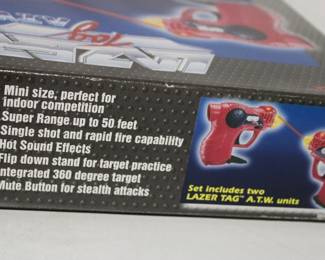 Mini size, perfect for
indoor competition
Super Range up to 50 feet
Single shot and rapid fire capability
Hot Sound Effects
Flip down stand for target practice
Integrated 360 degree target
Mute Button for stealth attacks
Set includes two
LAZER TAG™ A.T.W. units